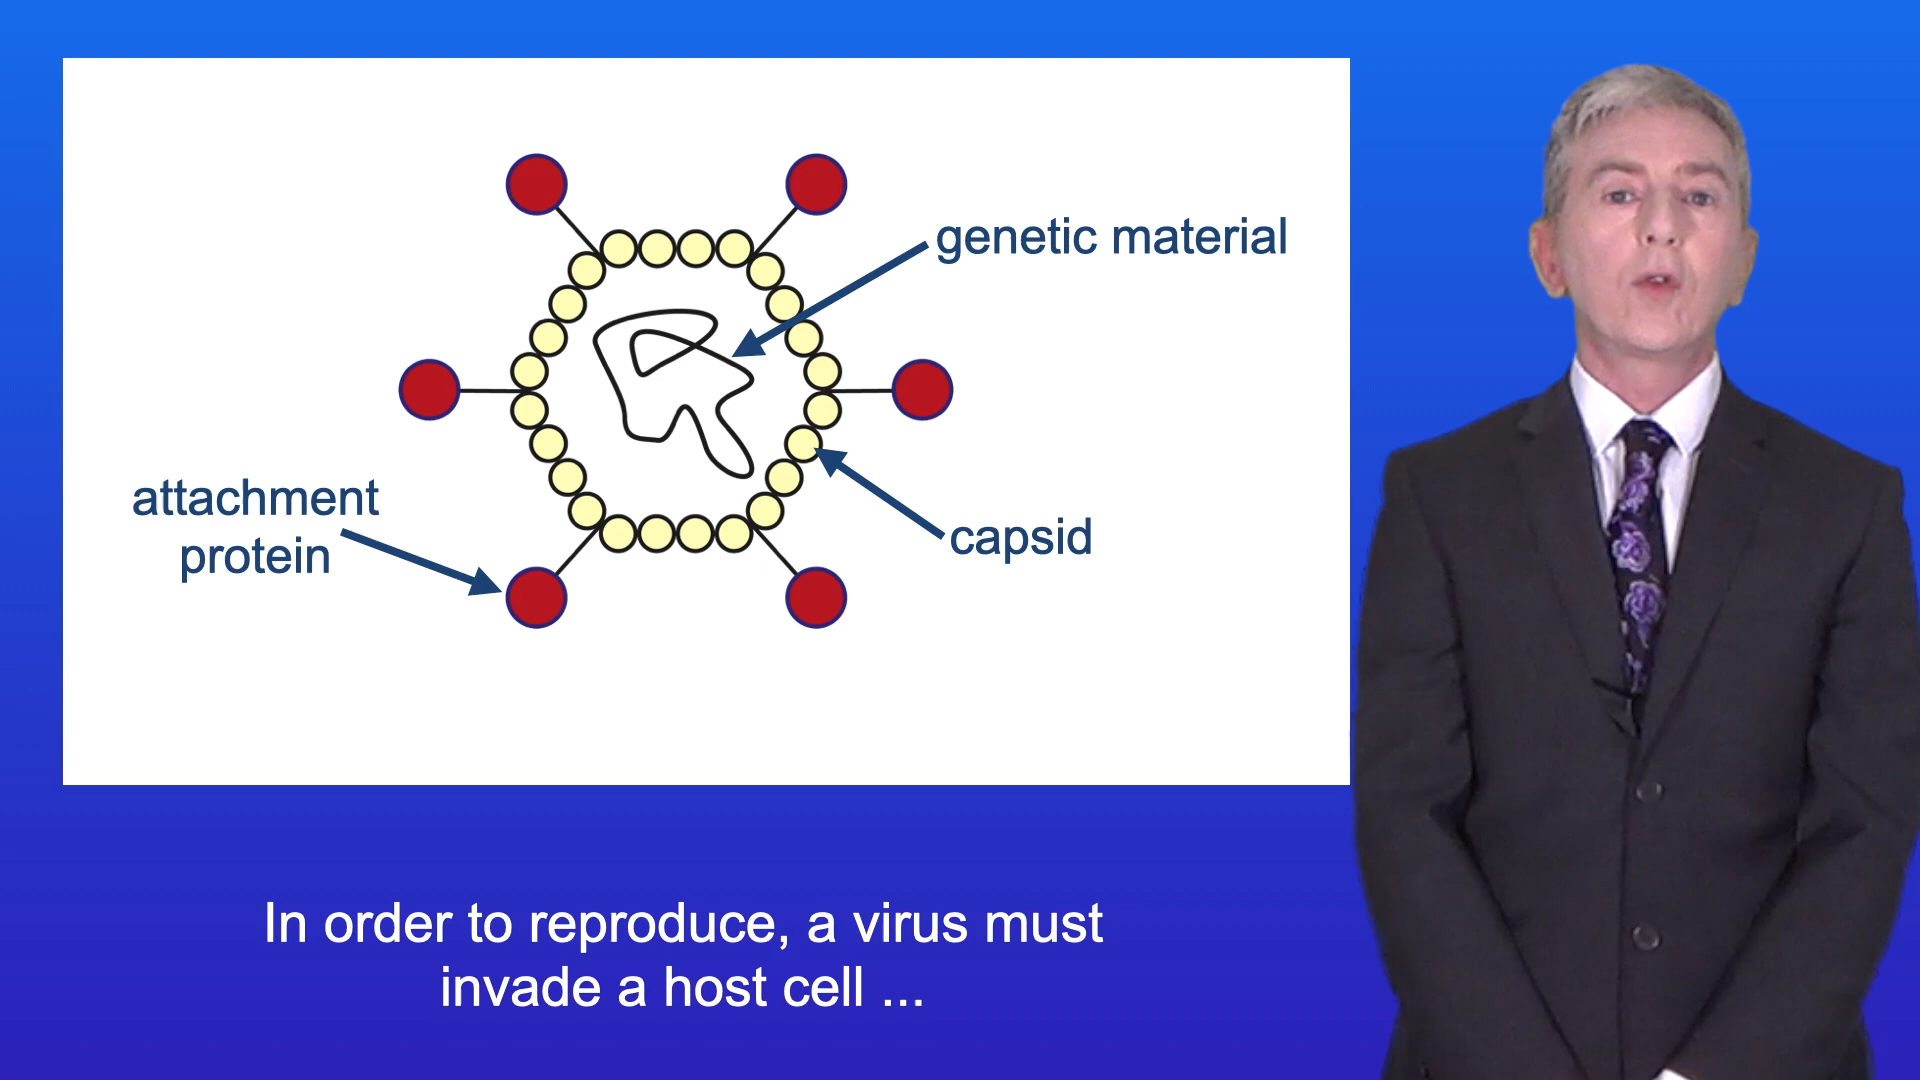 genetic material
attachment
protein
capsid
In order to reproduce, a virus must
invade a host cell ...